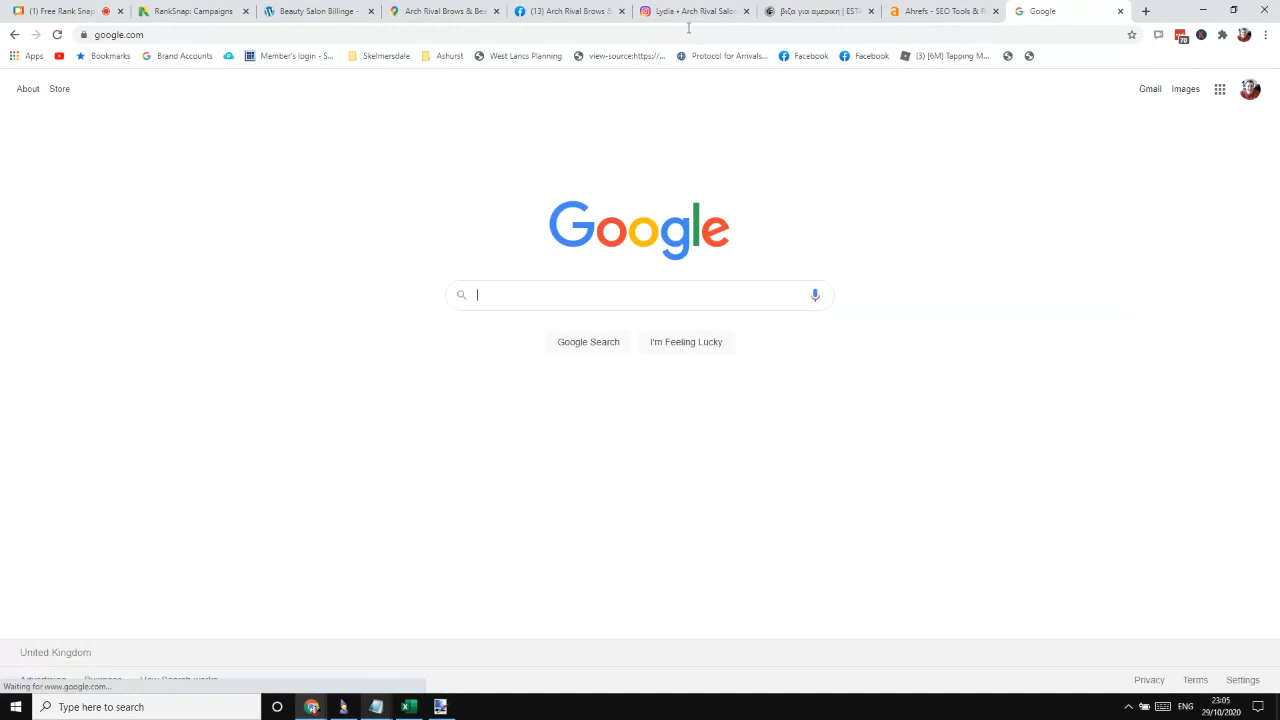 (1) Free Rank Snap
RankSnap: Campaigns
Beauty Salon Billinge -
Arch Rival Brows & Bea
(13) Arch Rival Brows &
Lydia • Arch Rival Salon
βιζα για αμερικη | ESTA
Ahrefs - SEO Tools & R
Google
google.com
70
Apps
Bookmarks
Brand Accounts
Member's login - S...
Skelmersdale
Ashurst
West Lancs Planning
view-source:https://...
Protocol for Arrivals...
Facebook
Facebook
(3) [6M] Tapping M...
About Store
Gmail Images
Google
Google Search I'm Feeling Lucky
United Kingdom
Privacy Terms Settings
Waiting for www.google.com...
Type here to search
ENG
23:05
29/10/2020